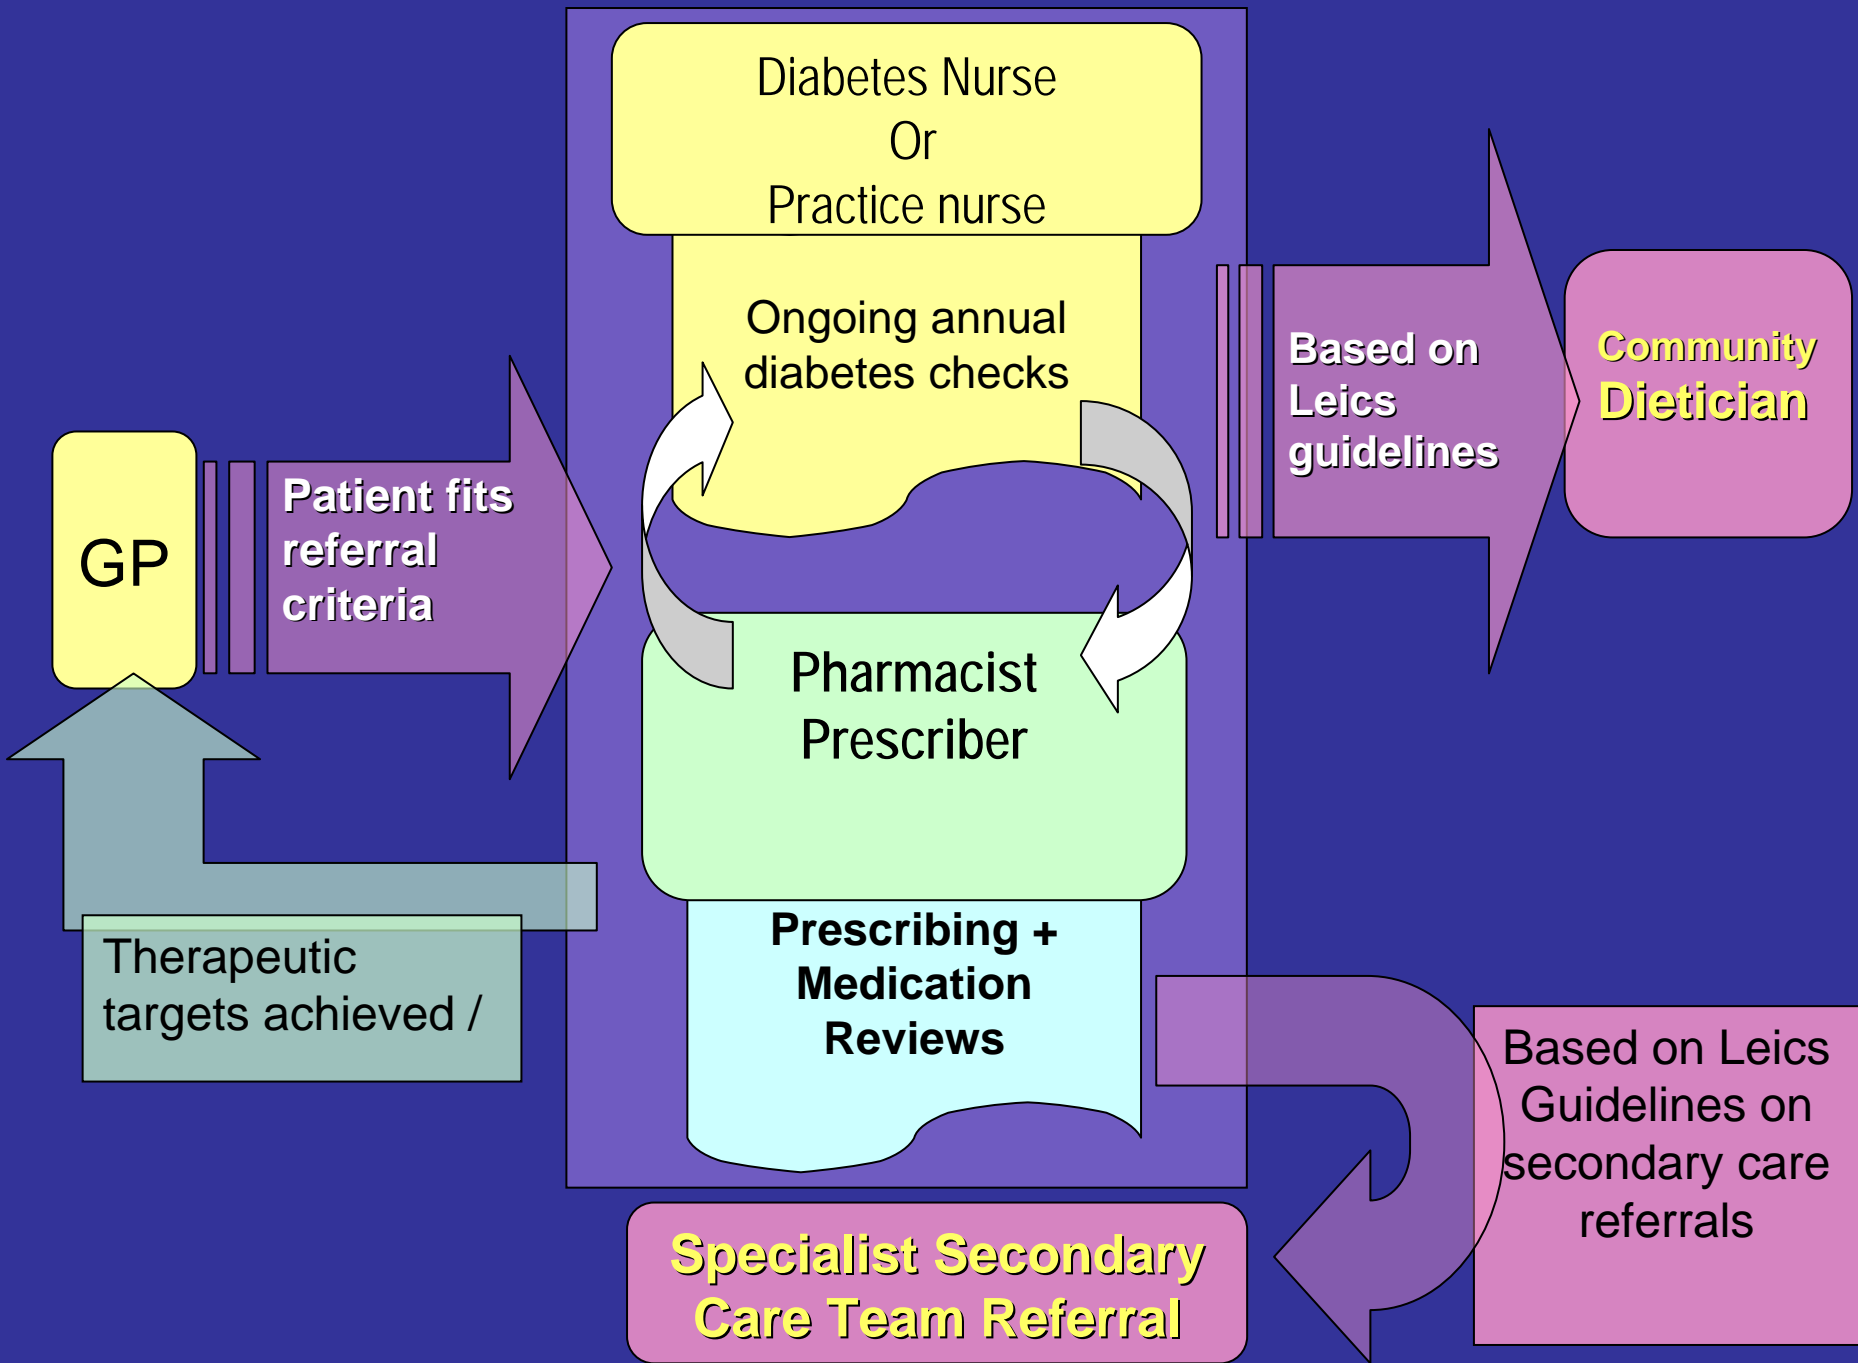 Diabetes Nurse
Or
Practice nurse
Ongoing annual
diabetes checks
Based on
Leics
guidelines
Community
Dietician
GP
Patient fits
referral
criteria
Pharmacist
Prescriber
Therapeutic
targets achieved /
Prescribing +
Medication
Reviews
Based on Leics
Guidelines on
secondary care
referrals
Specialist Secondary
Care Team Referral